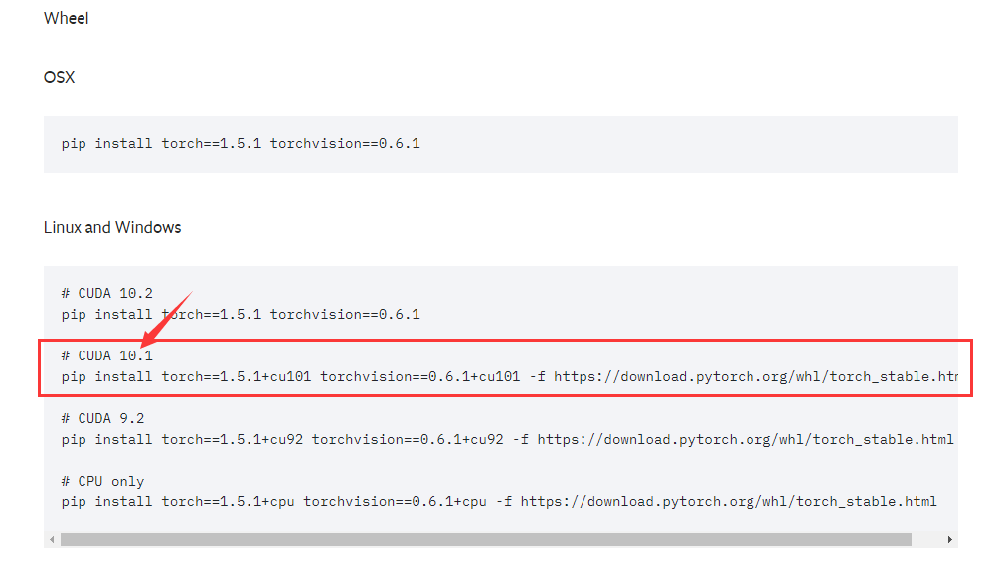 Wheel
OSX
pip install torch==1.5.1 torchvision==0.6.1
Linux and Windows
# CUDA 10.2
pip install torch==1.5.1 torchvision==0.6.1
# CUDA 10.1
pip install torch==1.5.1+cu101 torchvision==0.6.1+cu101 -f https://download.pytorch.org/whl/torch_stable.htm
# CUDA 9.2
pip install torch==1.5.1+cu92 torchvision==0.6.1+cu92 -f https://download.pytorch.org/whl/torch_stable.html
# CPU only
pip install torch==1.5.1+cpu torchvision==0.6.1+cpu -f https://download.pytorch.org/whl/torch_stable.html